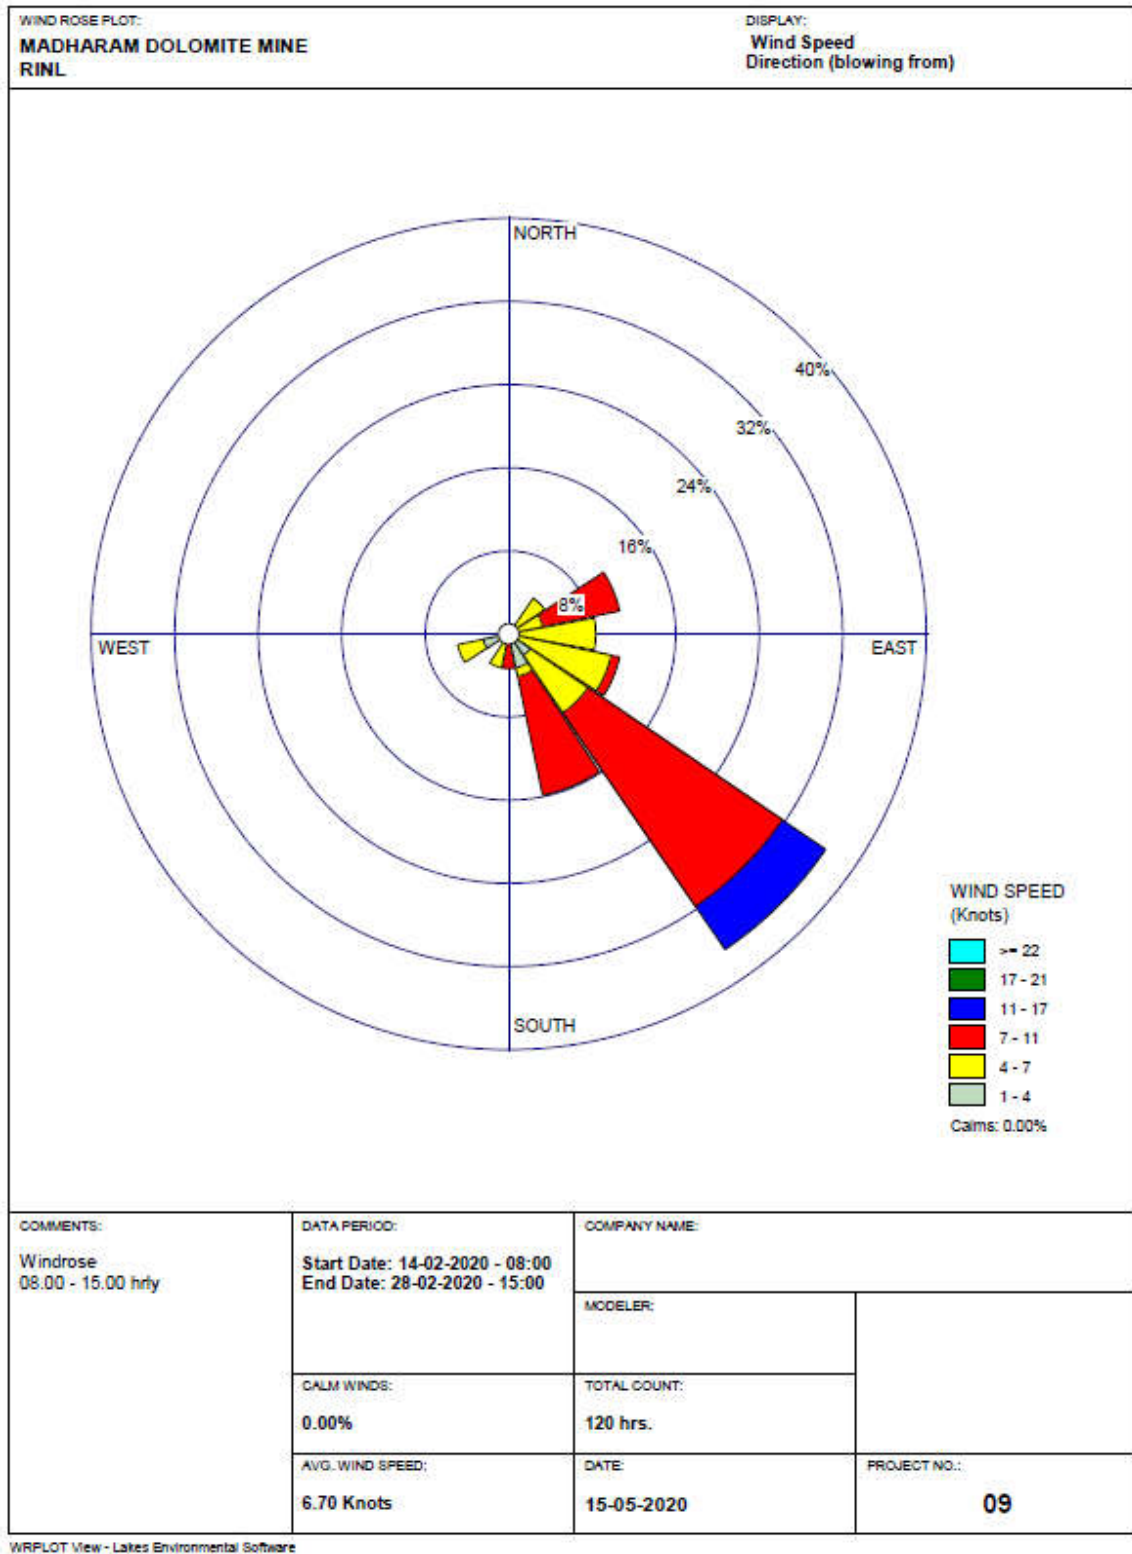 WIND ROSE PLOT:
MADHARAM DOLOMITE MINE
RINL
DISPLAY:
Wind Speed
Direction (blowing from)
NORTH
40%
32%
24%
16%
8%
WEST
EAST
SOUTH
WIND SPEED
(Knots)
>= 22
17 - 21
11 - 17
7 - 11
4 - 7
1 - 4
Calms: 0.00%
COMMENTS:
Windrose
08.00 - 15.00 hrly
DATA PERIOD:
Start Date: 14-02-2020 - 08:00
End Date: 28-02-2020 - 15:00
COMPANY NAME:
MODELER:
CALM WINDS:
0.00%
TOTAL COUNT:
120 hrs.
AVG. WIND SPEED:
6.70 Knots
DATE:
15-05-2020
PROJECT NO.:
09
WRPLOT View - Lakes Environmental Software